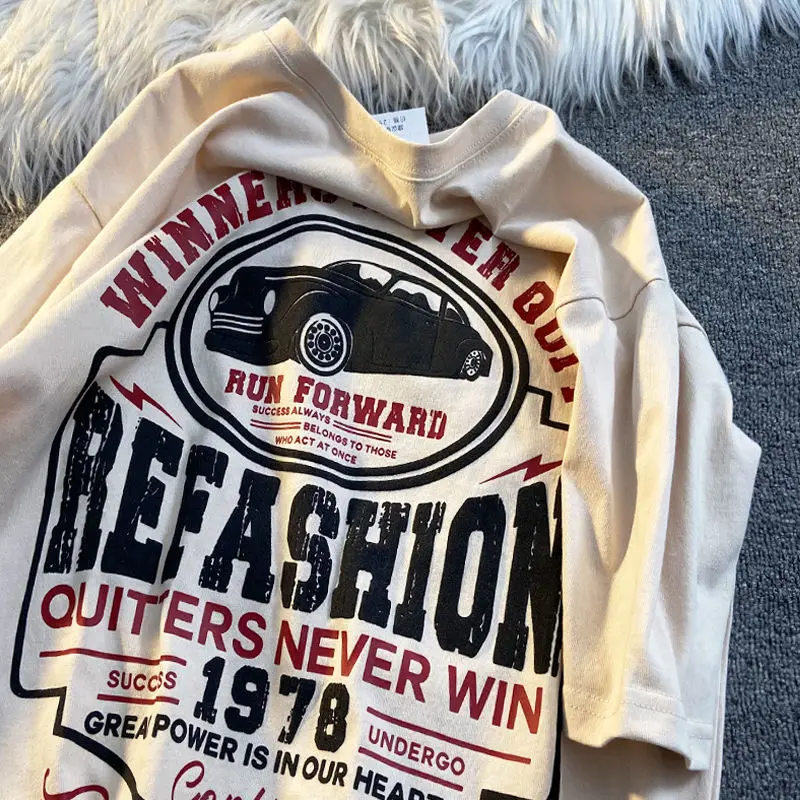 WINNERS NEVER QUIT
RUN FORWARD
SUCCESS ALWAYS
BELONGS TO THOSE
WHO ACT AT ONCE
REFASHION
QUITTERS NEVER WIN
SUCCESS
1978
UNDERGO
GREAT POWER IS IN OUR HEART